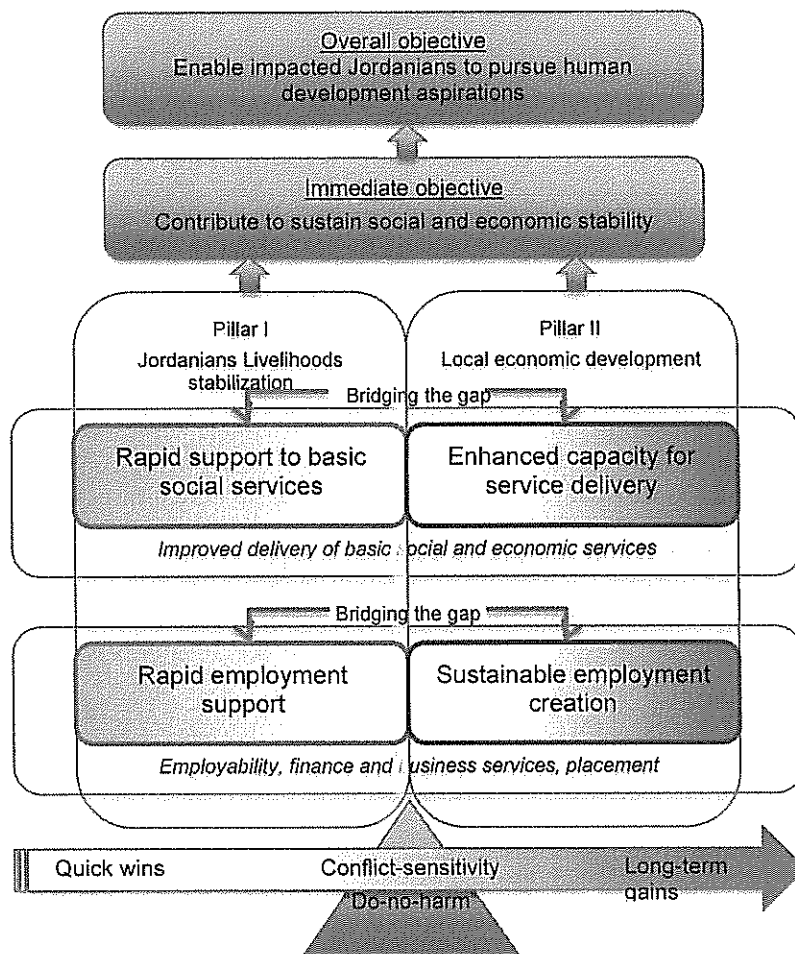 Overall objective
Enable impacted Jordanians to pursue human
development aspirations
Immediate objective
Contribute to sustain social and economic stability
Pillar I
Jordanians Livelihoods
stabilization
Pillar II
Local economic development
Bridging the gap
Rapid support to basic
social services
Enhanced capacity for
service delivery
Improved delivery of basic social and economic services
Bridging the gap
Rapid employment
support
Sustainable employment
creation
Employability, finance and business services, placement
Quick wins
Conflict-sensitivity
"Do-no-harm"
Long-term
gains